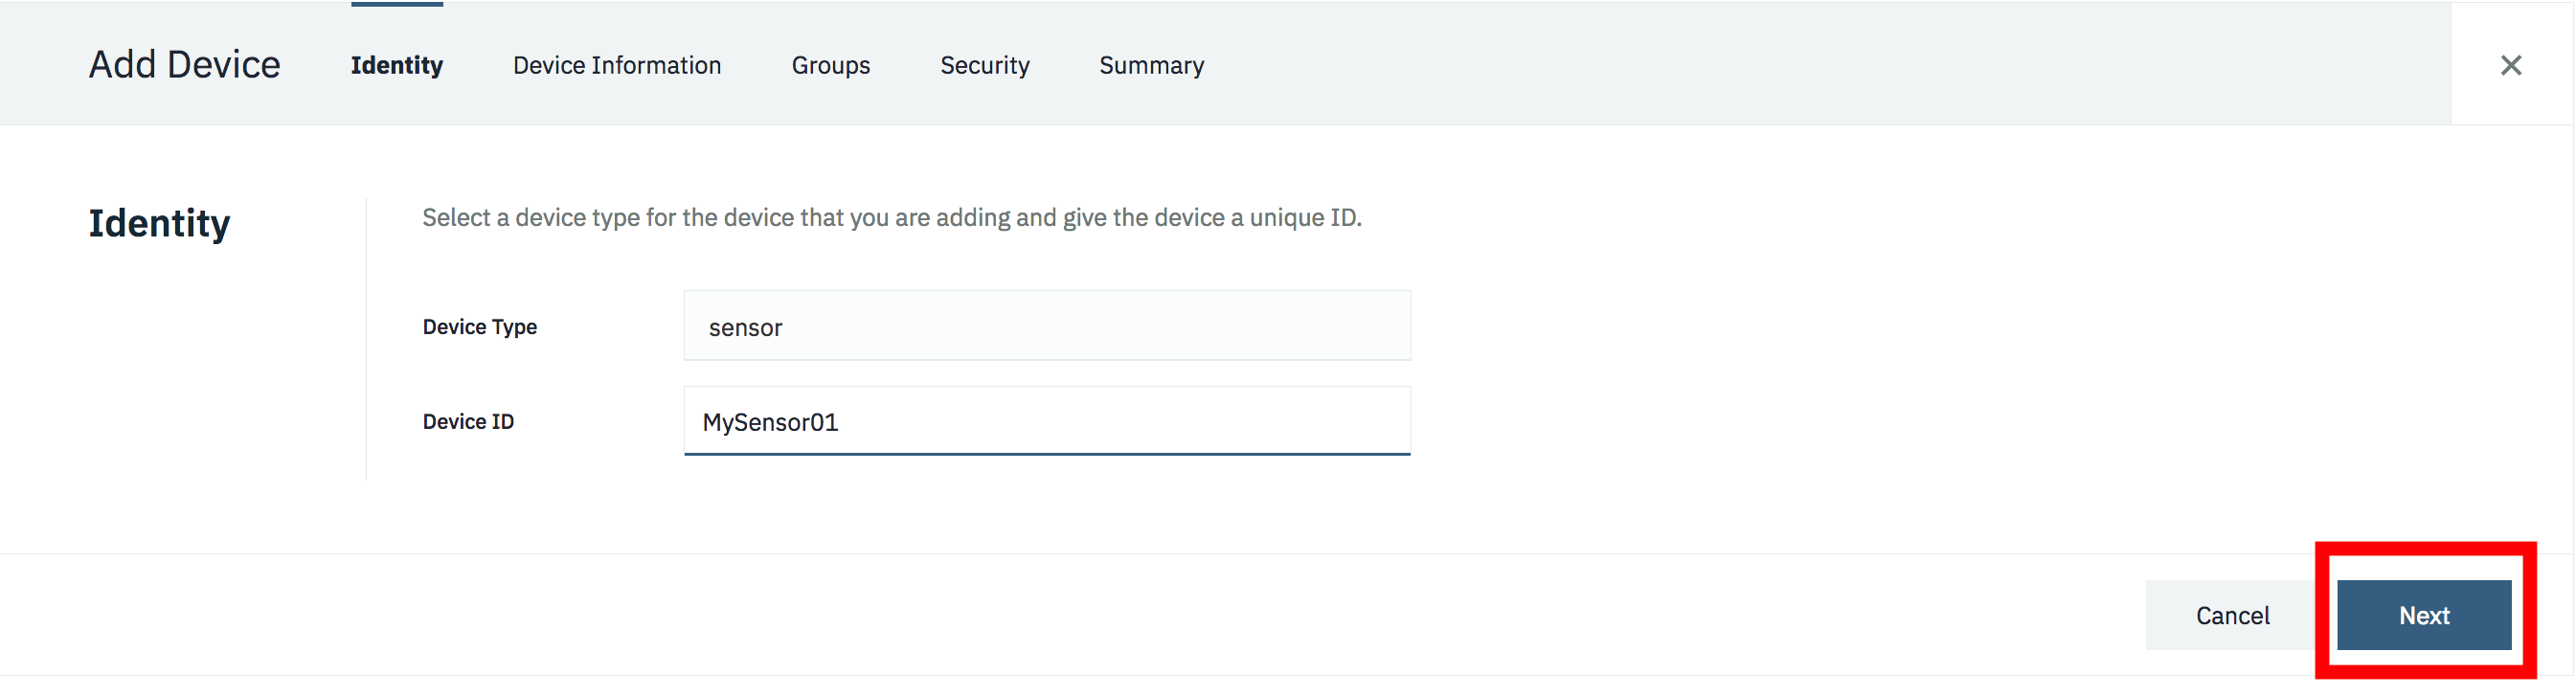 Add Device Identity Device Information Groups Security Summary
Identity
Select a device type for the device that you are adding and give the device a unique ID.
Device Type sensor
Device ID MySensor01
Cancel Next